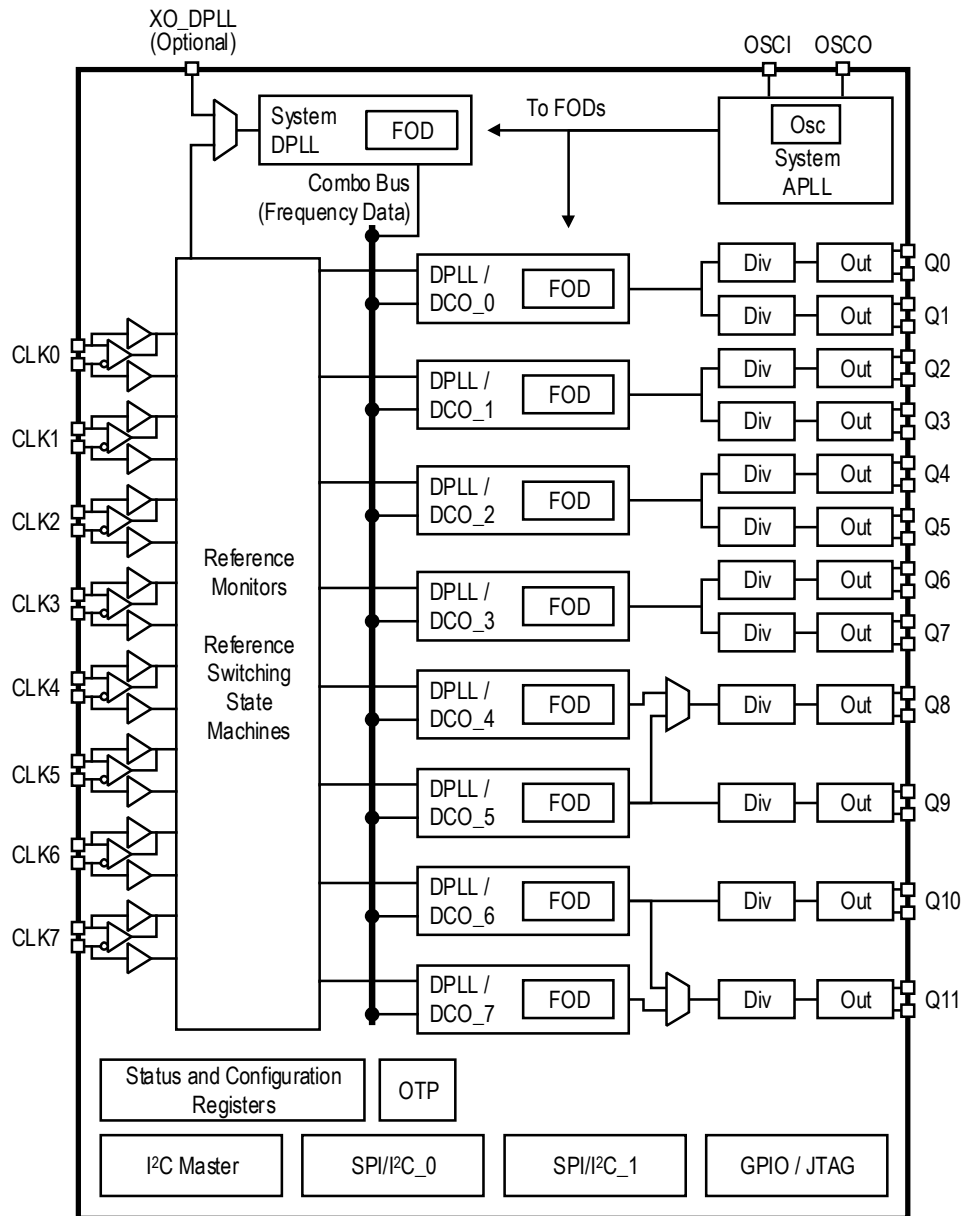 XO_DPLL
(Optional)
OSCI
OSCO
System
DPLL
FOD
To FODs
Osc
System
APLL
Combo Bus
(Frequency Data)
DPLL /
DCO_0
FOD
Div
Out
Q0
Div
Out
Q1
CLK0
DPLL /
DCO_1
FOD
Div
Out
Q2
Div
Out
Q3
CLK1
DPLL /
DCO_2
FOD
Div
Out
Q4
Div
Out
Q5
CLK2
Reference
Monitors
Reference
Switching
State
Machines
CLK3
DPLL /
DCO_3
FOD
Div
Out
Q6
Div
Out
Q7
CLK4
DPLL /
DCO_4
FOD
Div
Out
Q8
CLK5
DPLL /
DCO_5
FOD
Div
Out
Q9
CLK6
DPLL /
DCO_6
FOD
Div
Out
Q10
CLK7
DPLL /
DCO_7
FOD
Div
Out
Q11
Status and Configuration
Registers
OTP
I²C Master
SPI/I²C_0
SPI/I²C_1
GPIO / JTAG